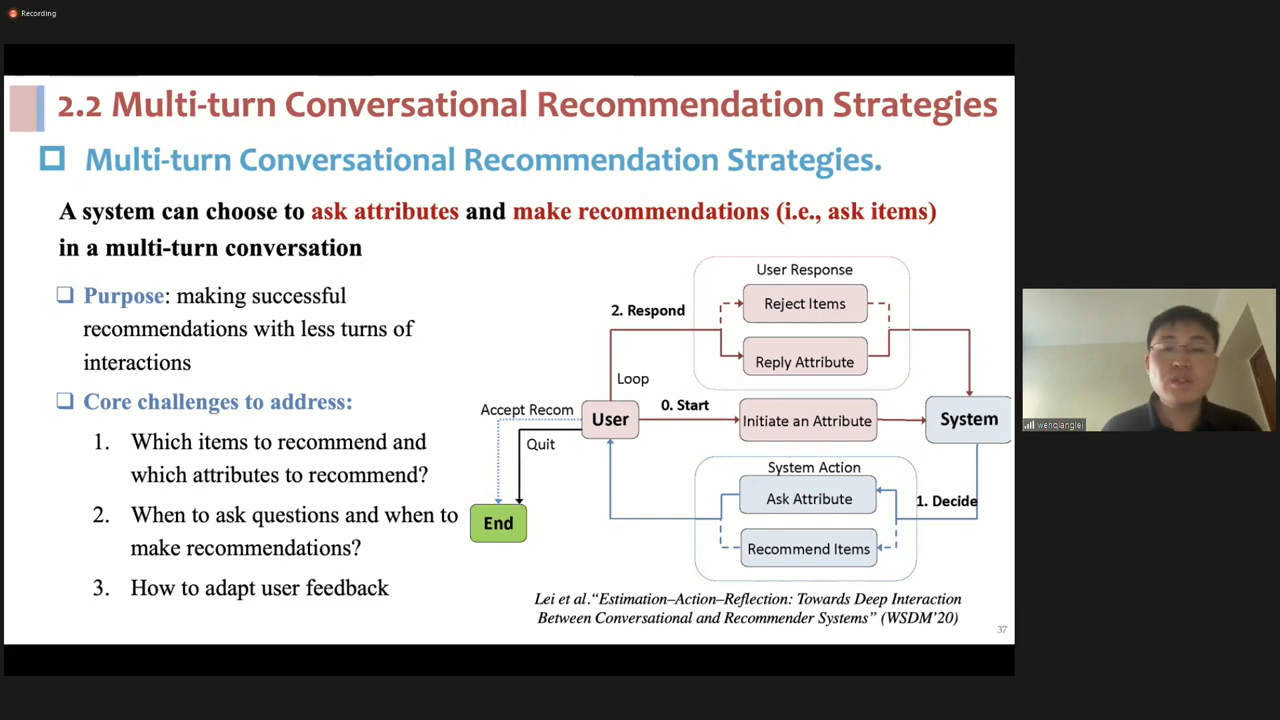 Recording
2.2 Multi-turn Conversational Recommendation Strategies
Multi-turn Conversational Recommendation Strategies.
A system can choose to ask attributes and make recommendations (i.e., ask items)
in a multi-turn conversation
Purpose: making successful
recommendations with less turns of
interactions
Core challenges to address:
1. Which items to recommend and
which attributes to recommend?
2. When to ask questions and when to
make recommendations?
3. How to adapt user feedback
User Response
Reject Items
2. Respond
Reply Attribute
Loop
Accept Recom
User
0. Start
Initiate an Attribute
System
Quit
System Action
Ask Attribute
1. Decide
End
Recommend Items
Lei et al.“Estimation–Action–Reflection: Towards Deep Interaction
Between Conversational and Recommender Systems” (WSDM’20)
37
wenqianglei